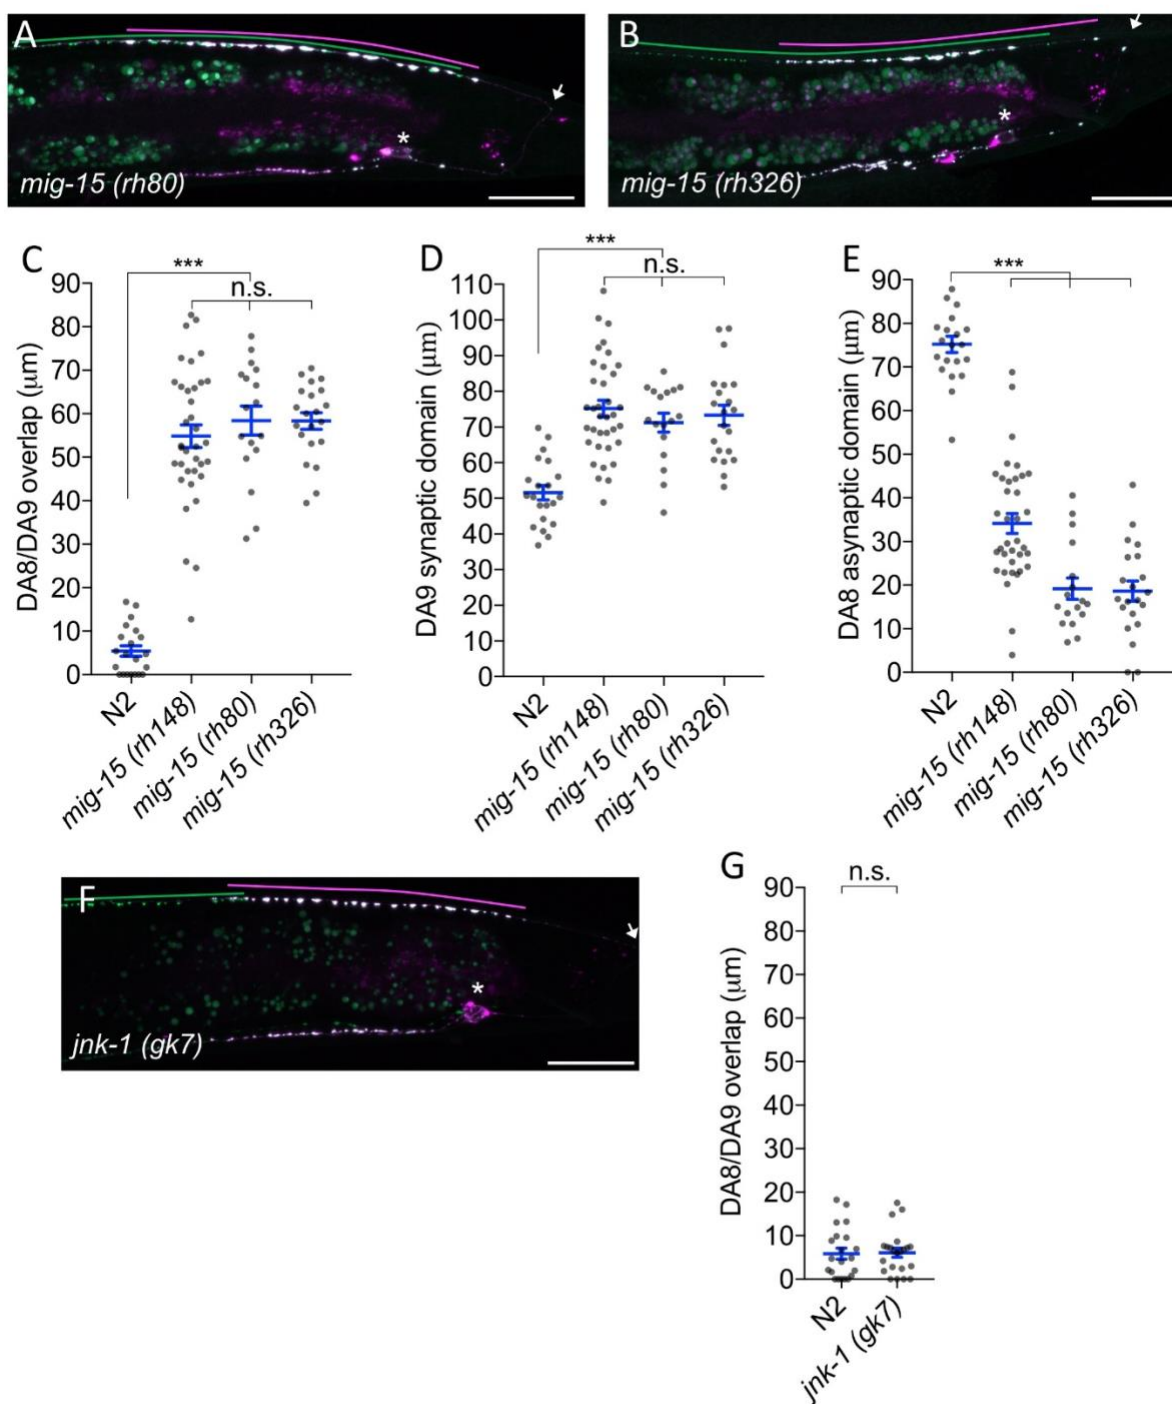 A
*
mig-15 (rh80)
B
*
mig-15 (rh326)
C
***
n.s.
90
80
70
60
50
40
30
20
10
0
DA8/DA9 overlap (μm)
N2
mig-15 (rh148)
mig-15 (rh80)
mig-15 (rh326)
D
***
n.s.
110
100
90
80
70
60
50
40
30
20
10
0
DA9 synaptic domain (μm)
N2
mig-15 (rh148)
mig-15 (rh80)
mig-15 (rh326)
E
***
90
80
70
60
50
40
30
20
10
0
DA8 asynaptic domain (μm)
N2
mig-15 (rh148)
mig-15 (rh80)
mig-15 (rh326)
F
*
jnk-1 (gk7)
G
n.s.
90
80
70
60
50
40
30
20
10
0
DA8/DA9 overlap (μm)
N2
jnk-1 (gk7)